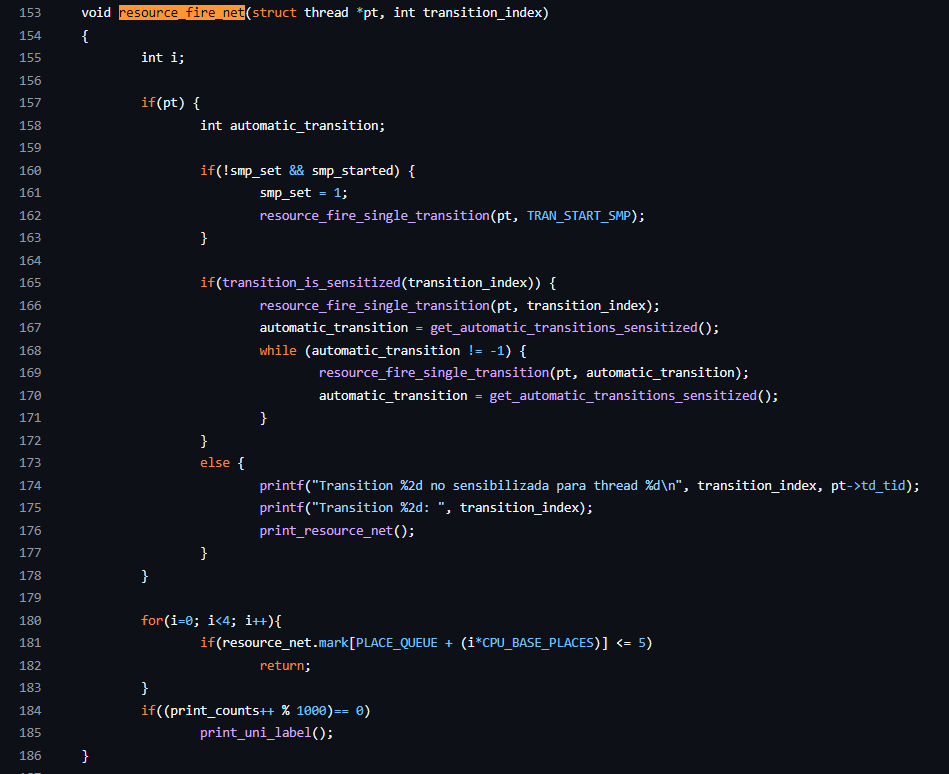 153 void resource_fire_net(struct thread *pt, int transition_index)
154 {
155 int i;
156
157 if(pt) {
158 int automatic_transition;
159
160 if(!smp_set && smp_started) {
161 smp_set = 1;
162 resource_fire_single_transition(pt, TRAN_START_SMP);
163 }
164
165 if(transition_is_sensitized(transition_index)) {
166 resource_fire_single_transition(pt, transition_index);
167 automatic_transition = get_automatic_transitions_sensitized();
168 while (automatic_transition != -1) {
169 resource_fire_single_transition(pt, automatic_transition);
170 automatic_transition = get_automatic_transitions_sensitized();
171 }
172 }
173 else {
174 printf("Transition %2d no sensibilizada para thread %d\n", transition_index, pt->td_tid);
175 printf("Transition %2d: ", transition_index);
176 print_resource_net();
177 }
178 }
179
180 for(i=0; i<4; i++){
181 if(resource_net.mark[PLACE_QUEUE + (i*CPU_BASE_PLACES)] <= 5)
182 return;
183 }
184 if((print_counts++ % 1000)== 0)
185 print_uni_label();
186 }